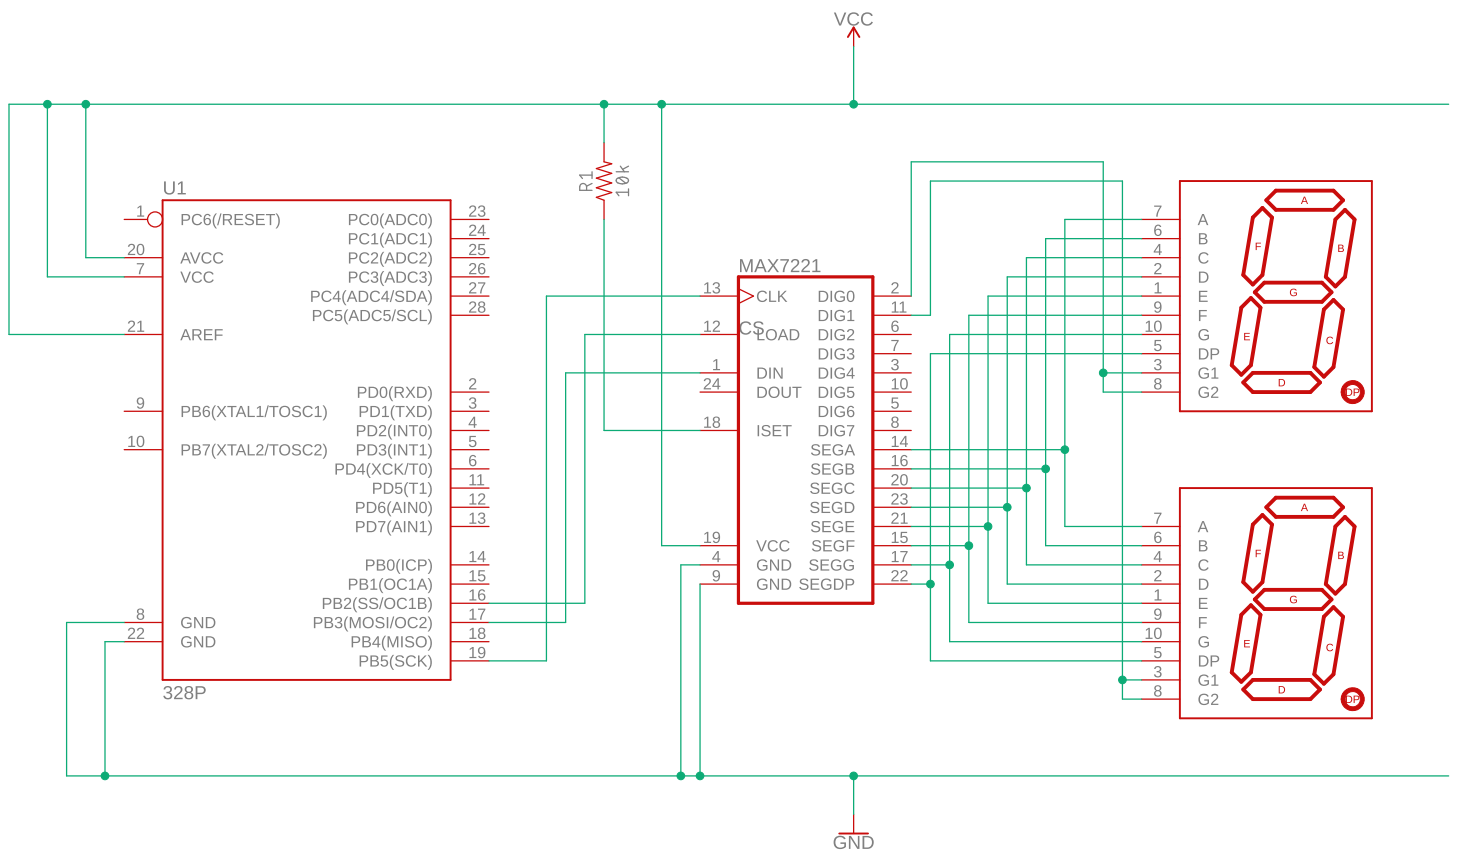 VCC
U1
1 PC6(/RESET)
20 AVCC
7 VCC
21 AREF
9 PB6(XTAL1/TOSC1)
10 PB7(XTAL2/TOSC2)
8 GND
22 GND
PC0(ADC0) 23
PC1(ADC1) 24
PC2(ADC2) 25
PC3(ADC3) 26
PC4(ADC4/SDA) 27
PC5(ADC5/SCL) 28
PD0(RXD) 2
PD1(TXD) 3
PD2(INT0) 4
PD3(INT1) 5
PD4(XCK/T0) 6
PD5(T1) 11
PD6(AIN0) 12
PD7(AIN1) 13
PB0(ICP) 14
PB1(OC1A) 15
PB2(SS/OC1B) 16
PB3(MOSI/OC2) 17
PB4(MISO) 18
PB5(SCK) 19
328P
R1
10k
MAX7221
13 CLK
CS
12 LOAD
1 DIN
24 DOUT
18 ISET
19 VCC
4 GND
9 GND
DIG0 2
DIG1 11
DIG2 6
DIG3 7
DIG4 3
DIG5 10
DIG6 5
DIG7 8
SEGA 14
SEGB 16
SEGC 20
SEGD 23
SEGE 21
SEGF 15
SEGG 17
SEGDP 22
7 A
6 B
4 C
2 D
1 E
9 F
10 G
5 DP
3 G1
8 G2
A
F
B
G
E
C
D
DP
7 A
6 B
4 C
2 D
1 E
9 F
10 G
5 DP
3 G1
8 G2
A
F
B
G
E
C
D
DP
GND